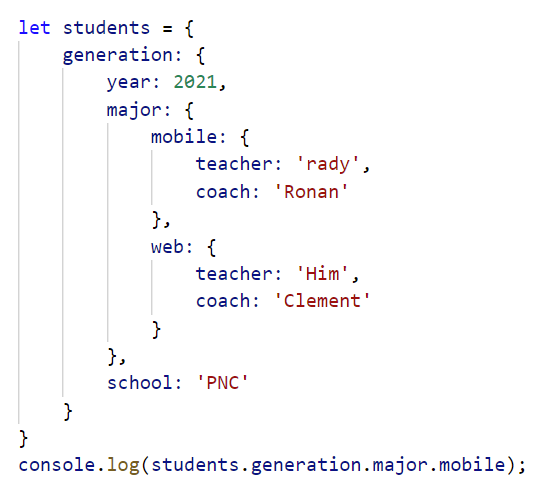 let students = {
    generation: {
        year: 2021,
        major: {
            mobile: {
                teacher: 'rady',
                coach: 'Ronan'
            },
            web: {
                teacher: 'Him',
                coach: 'Clement'
            }
        },
        school: 'PNC'
    }
}
console.log(students.generation.major.mobile);